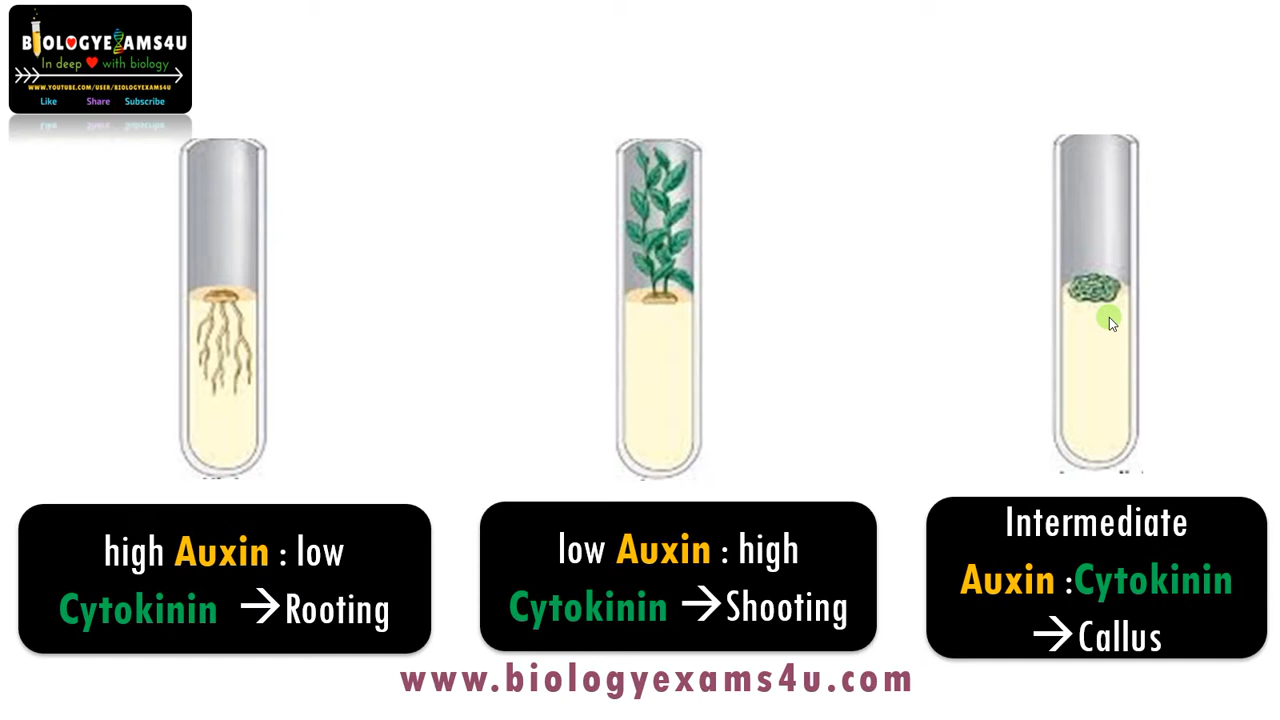 BIOLOGYEXAMS4U
In deep with biology
WWW.YOUTUBE.COM/USER/BIOLOGYEXAMS4U
Like Share Subscribe
high Auxin : low
Cytokinin →Rooting
low Auxin : high
Cytokinin →Shooting
Intermediate
Auxin :Cytokinin
→Callus
www.biologyexams4u.com